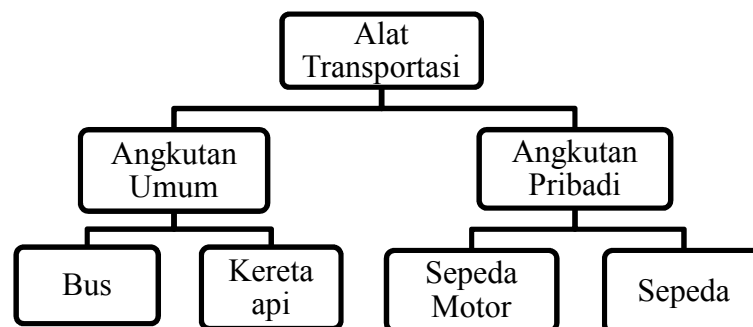 Alat
Transportasi
Angkutan
Umum
Angkutan
Pribadi
Bus
Kereta
api
Sepeda
Motor
Sepeda